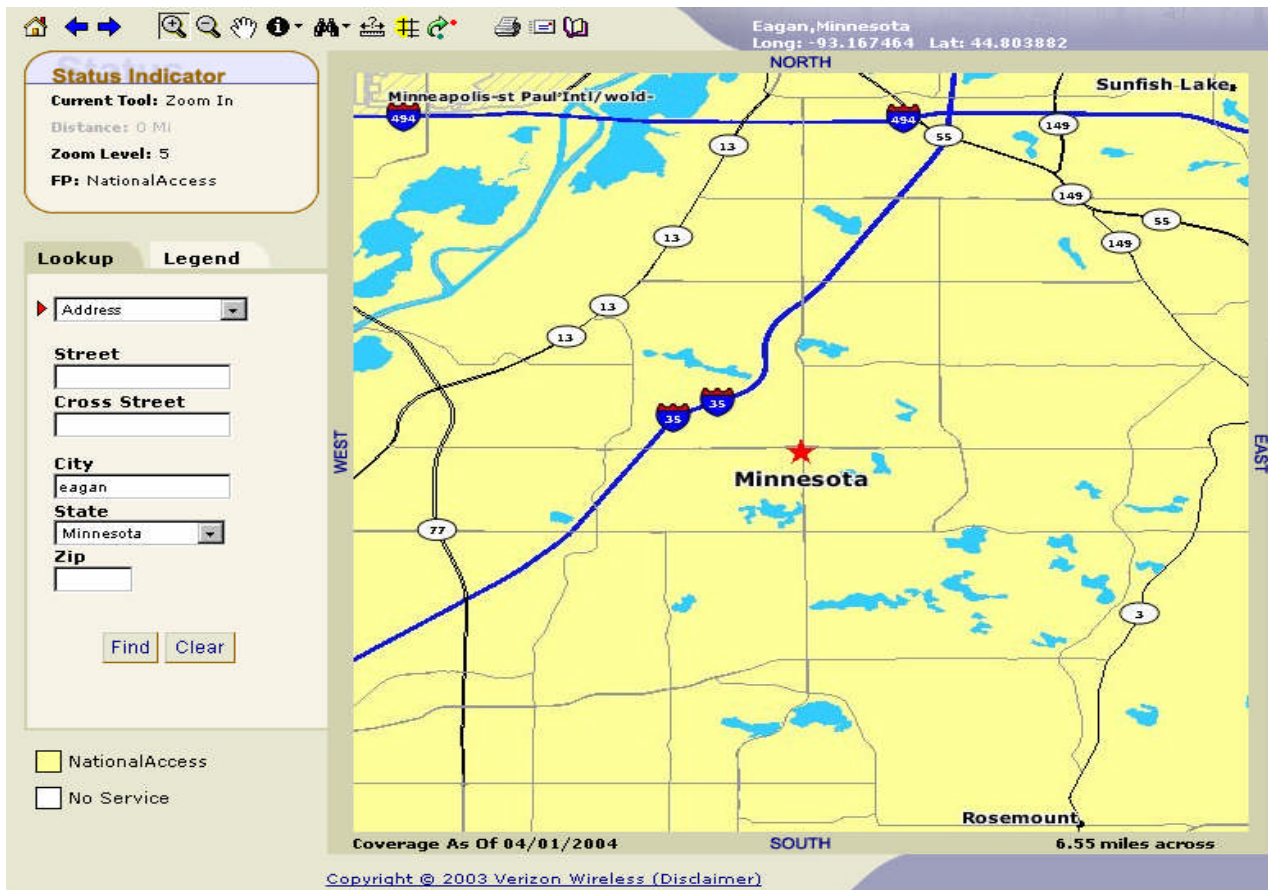 Eagan,Minnesota
Long: -93.167464 Lat: 44.803882
Status Indicator
Current Tool: Zoom In
Distance: 0 MI
Zoom Level: 5
FP: NationalAccess
Lookup Legend
Address
Street
Cross Street
City
eagan
State
Minnesota
Zip
Find Clear
NationalAccess
No Service
NORTH
Minneapolis-st Paul Intl/wold-
Sunfish Lake
494
494
55
149
13
149
55
13
149
13
13
35
35
WEST
EAST
Minnesota
77
3
Rosemount
Coverage As Of 04/01/2004
SOUTH
6.55 miles across
Copyright © 2003 Verizon Wireless (Disclaimer)